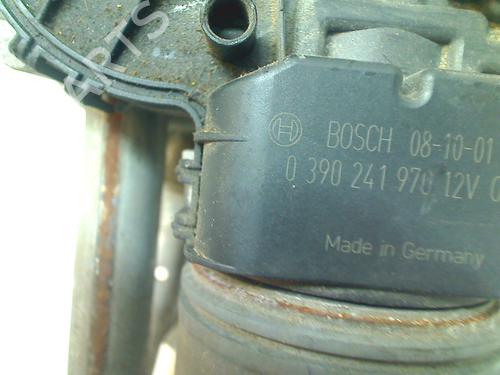 BOSCH 08-10-01
0 390 241 970 12V
Made in Germany